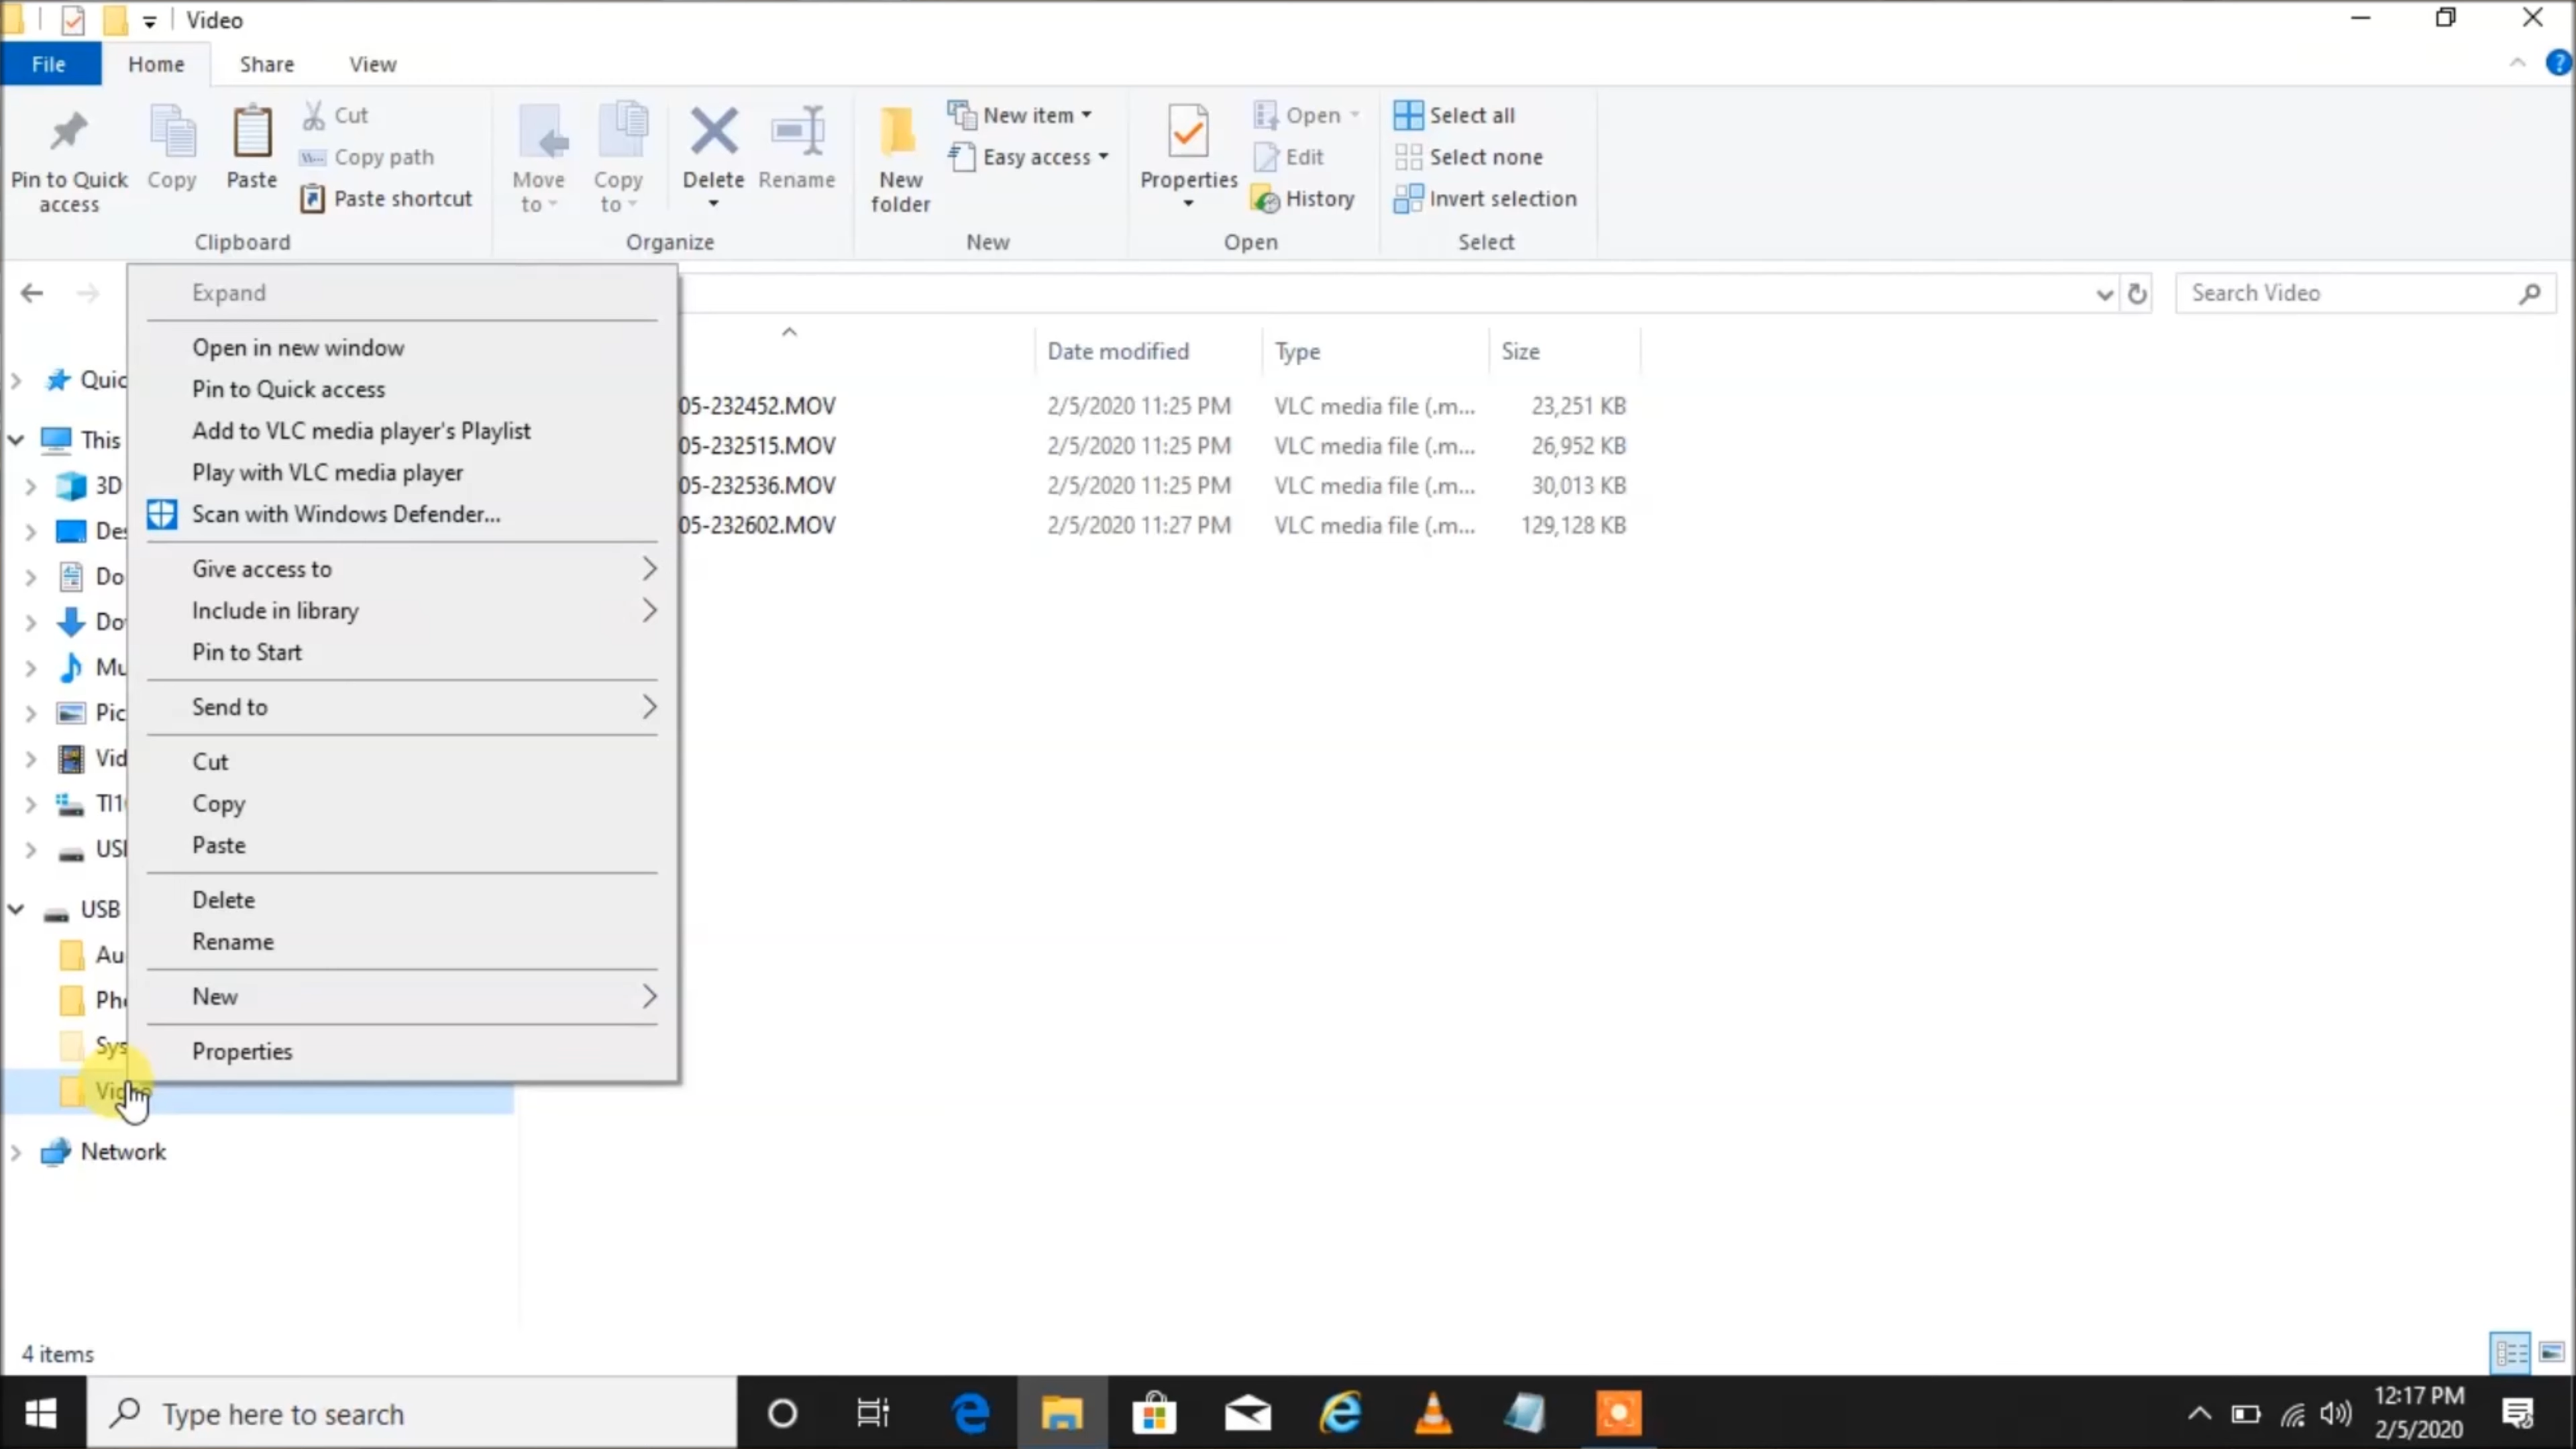 Video
File Home Share View
Pin to Quick access
Copy
Paste
Cut
Copy path
Paste shortcut
Clipboard
Move to
Copy to
Delete
Rename
Organize
New folder
New item
Easy access
New
Properties
Open
Edit
History
Open
Select all
Select none
Invert selection
Select
Search Video
Date modified Type Size
05-232452.MOV 2/5/2020 11:25 PM VLC media file (.m... 23,251 KB
05-232515.MOV 2/5/2020 11:25 PM VLC media file (.m... 26,952 KB
05-232536.MOV 2/5/2020 11:25 PM VLC media file (.m... 30,013 KB
05-232602.MOV 2/5/2020 11:27 PM VLC media file (.m... 129,128 KB
Quic
This
3D
Des
Do
Mu
Pic
Vid
USB
Au
Sys
Network
Expand
Open in new window
Pin to Quick access
Add to VLC media player's Playlist
Play with VLC media player
Scan with Windows Defender...
Give access to
Include in library
Pin to Start
Send to
Cut
Copy
Paste
Delete
Rename
New
Properties
4 items
Type here to search
12:17 PM
2/5/2020